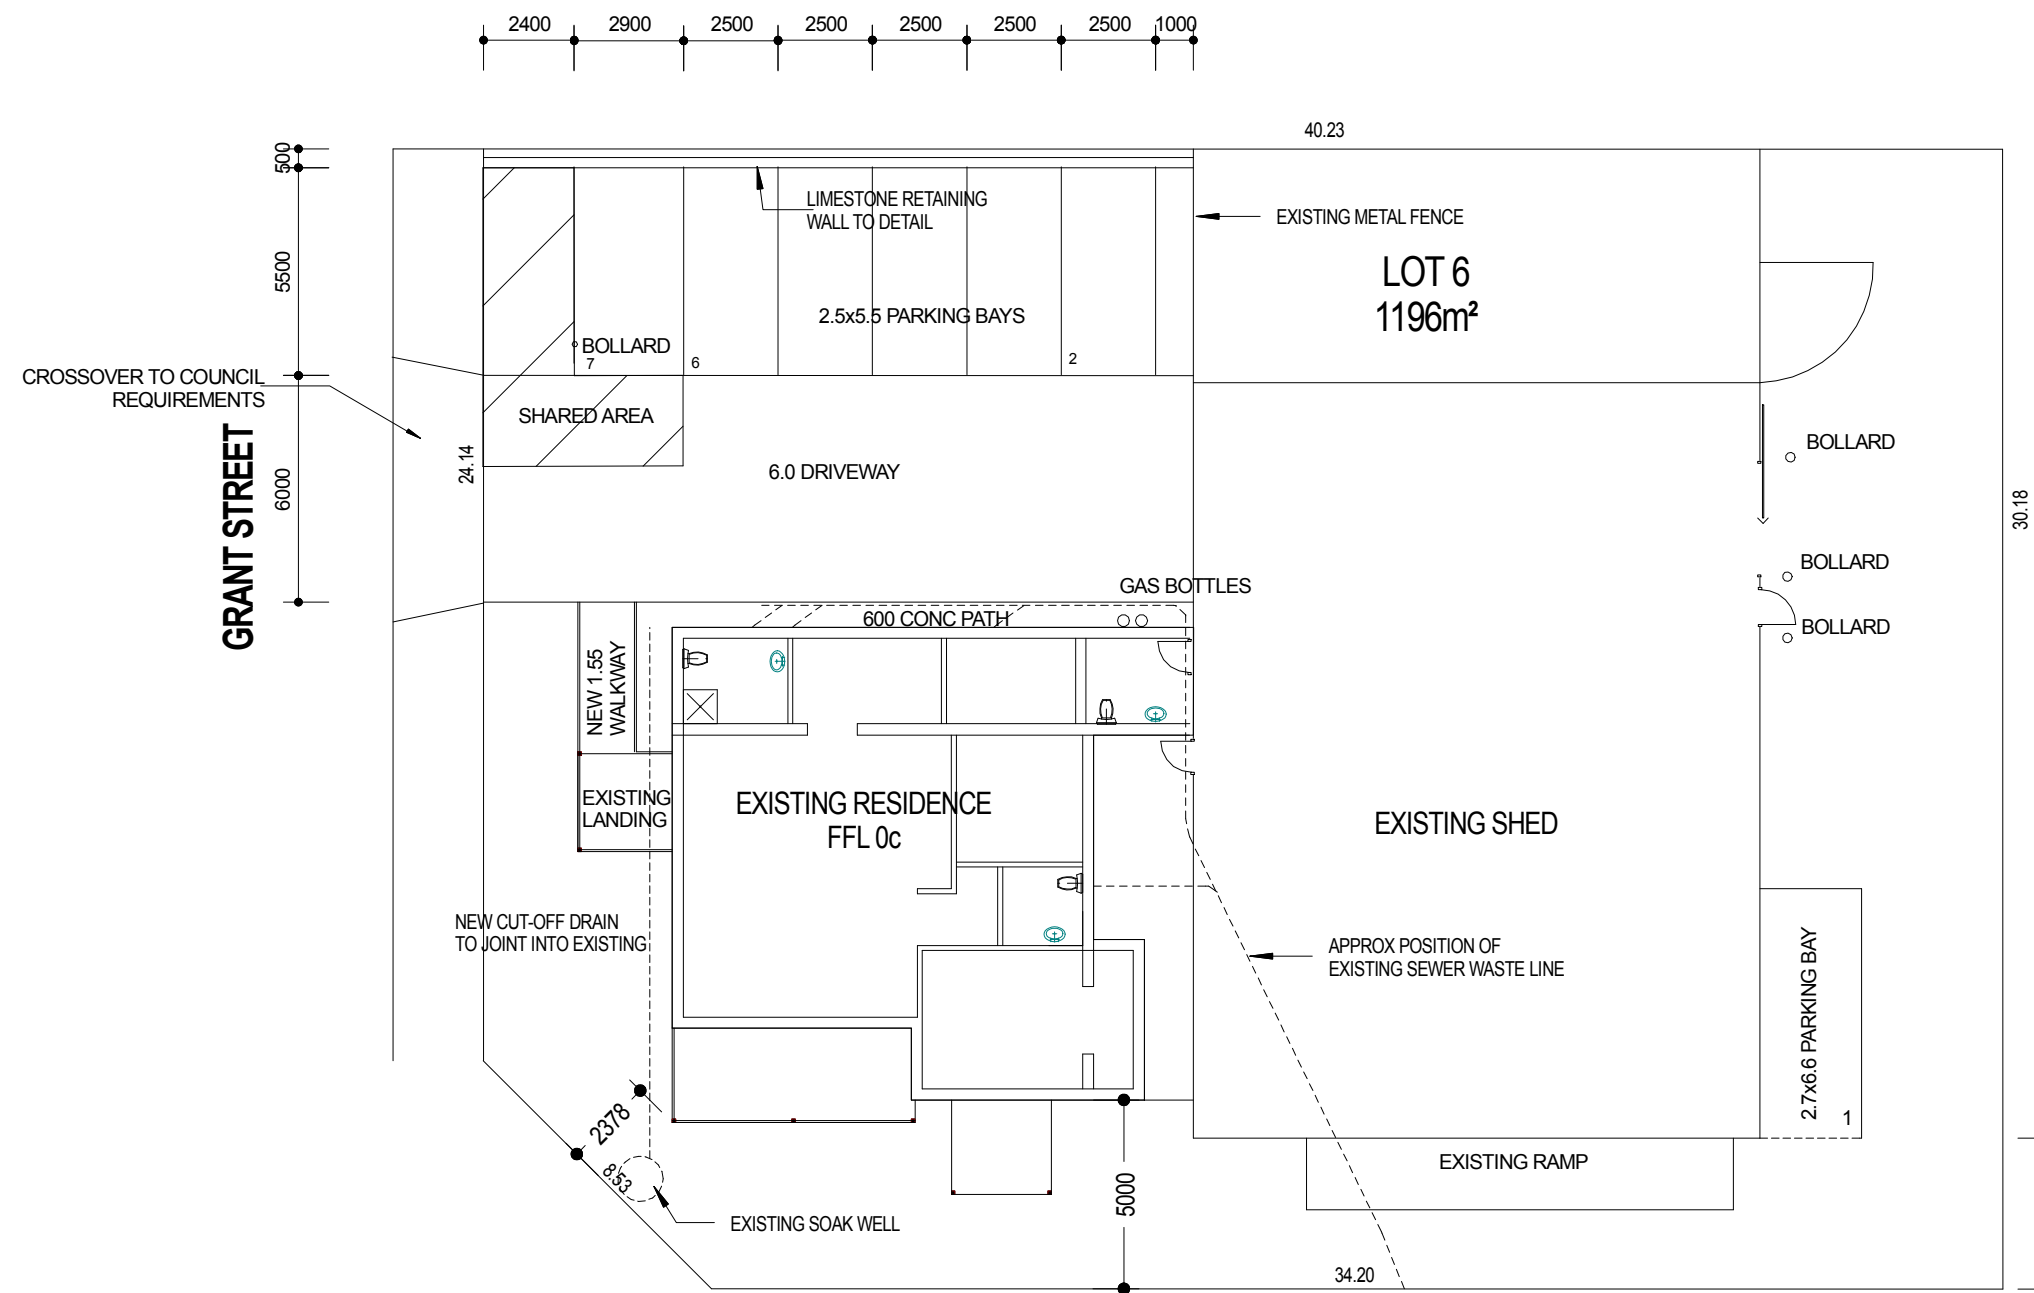 2400 2900 2500 2500 2500 2500 2500 1000
40.23
500
LIMESTONE RETAINING
WALL TO DETAIL
EXISTING METAL FENCE
5500
LOT 6
1196m²
2.5x5.5 PARKING BAYS
BOLLARD
7 6 2
CROSSOVER TO COUNCIL
REQUIREMENTS
SHARED AREA
GRANT STREET
24.14
6000
6.0 DRIVEWAY
BOLLARD
30.18
BOLLARD
GAS BOTTLES
600 CONC PATH
BOLLARD
NEW 1.55
WALKWAY
EXISTING
LANDING
EXISTING RESIDENCE
FFL 0c
EXISTING SHED
NEW CUT-OFF DRAIN
TO JOINT INTO EXISTING
APPROX POSITION OF
EXISTING SEWER WASTE LINE
2.7x6.6 PARKING BAY
1
2378
8.53
EXISTING RAMP
5000
EXISTING SOAK WELL
34.20